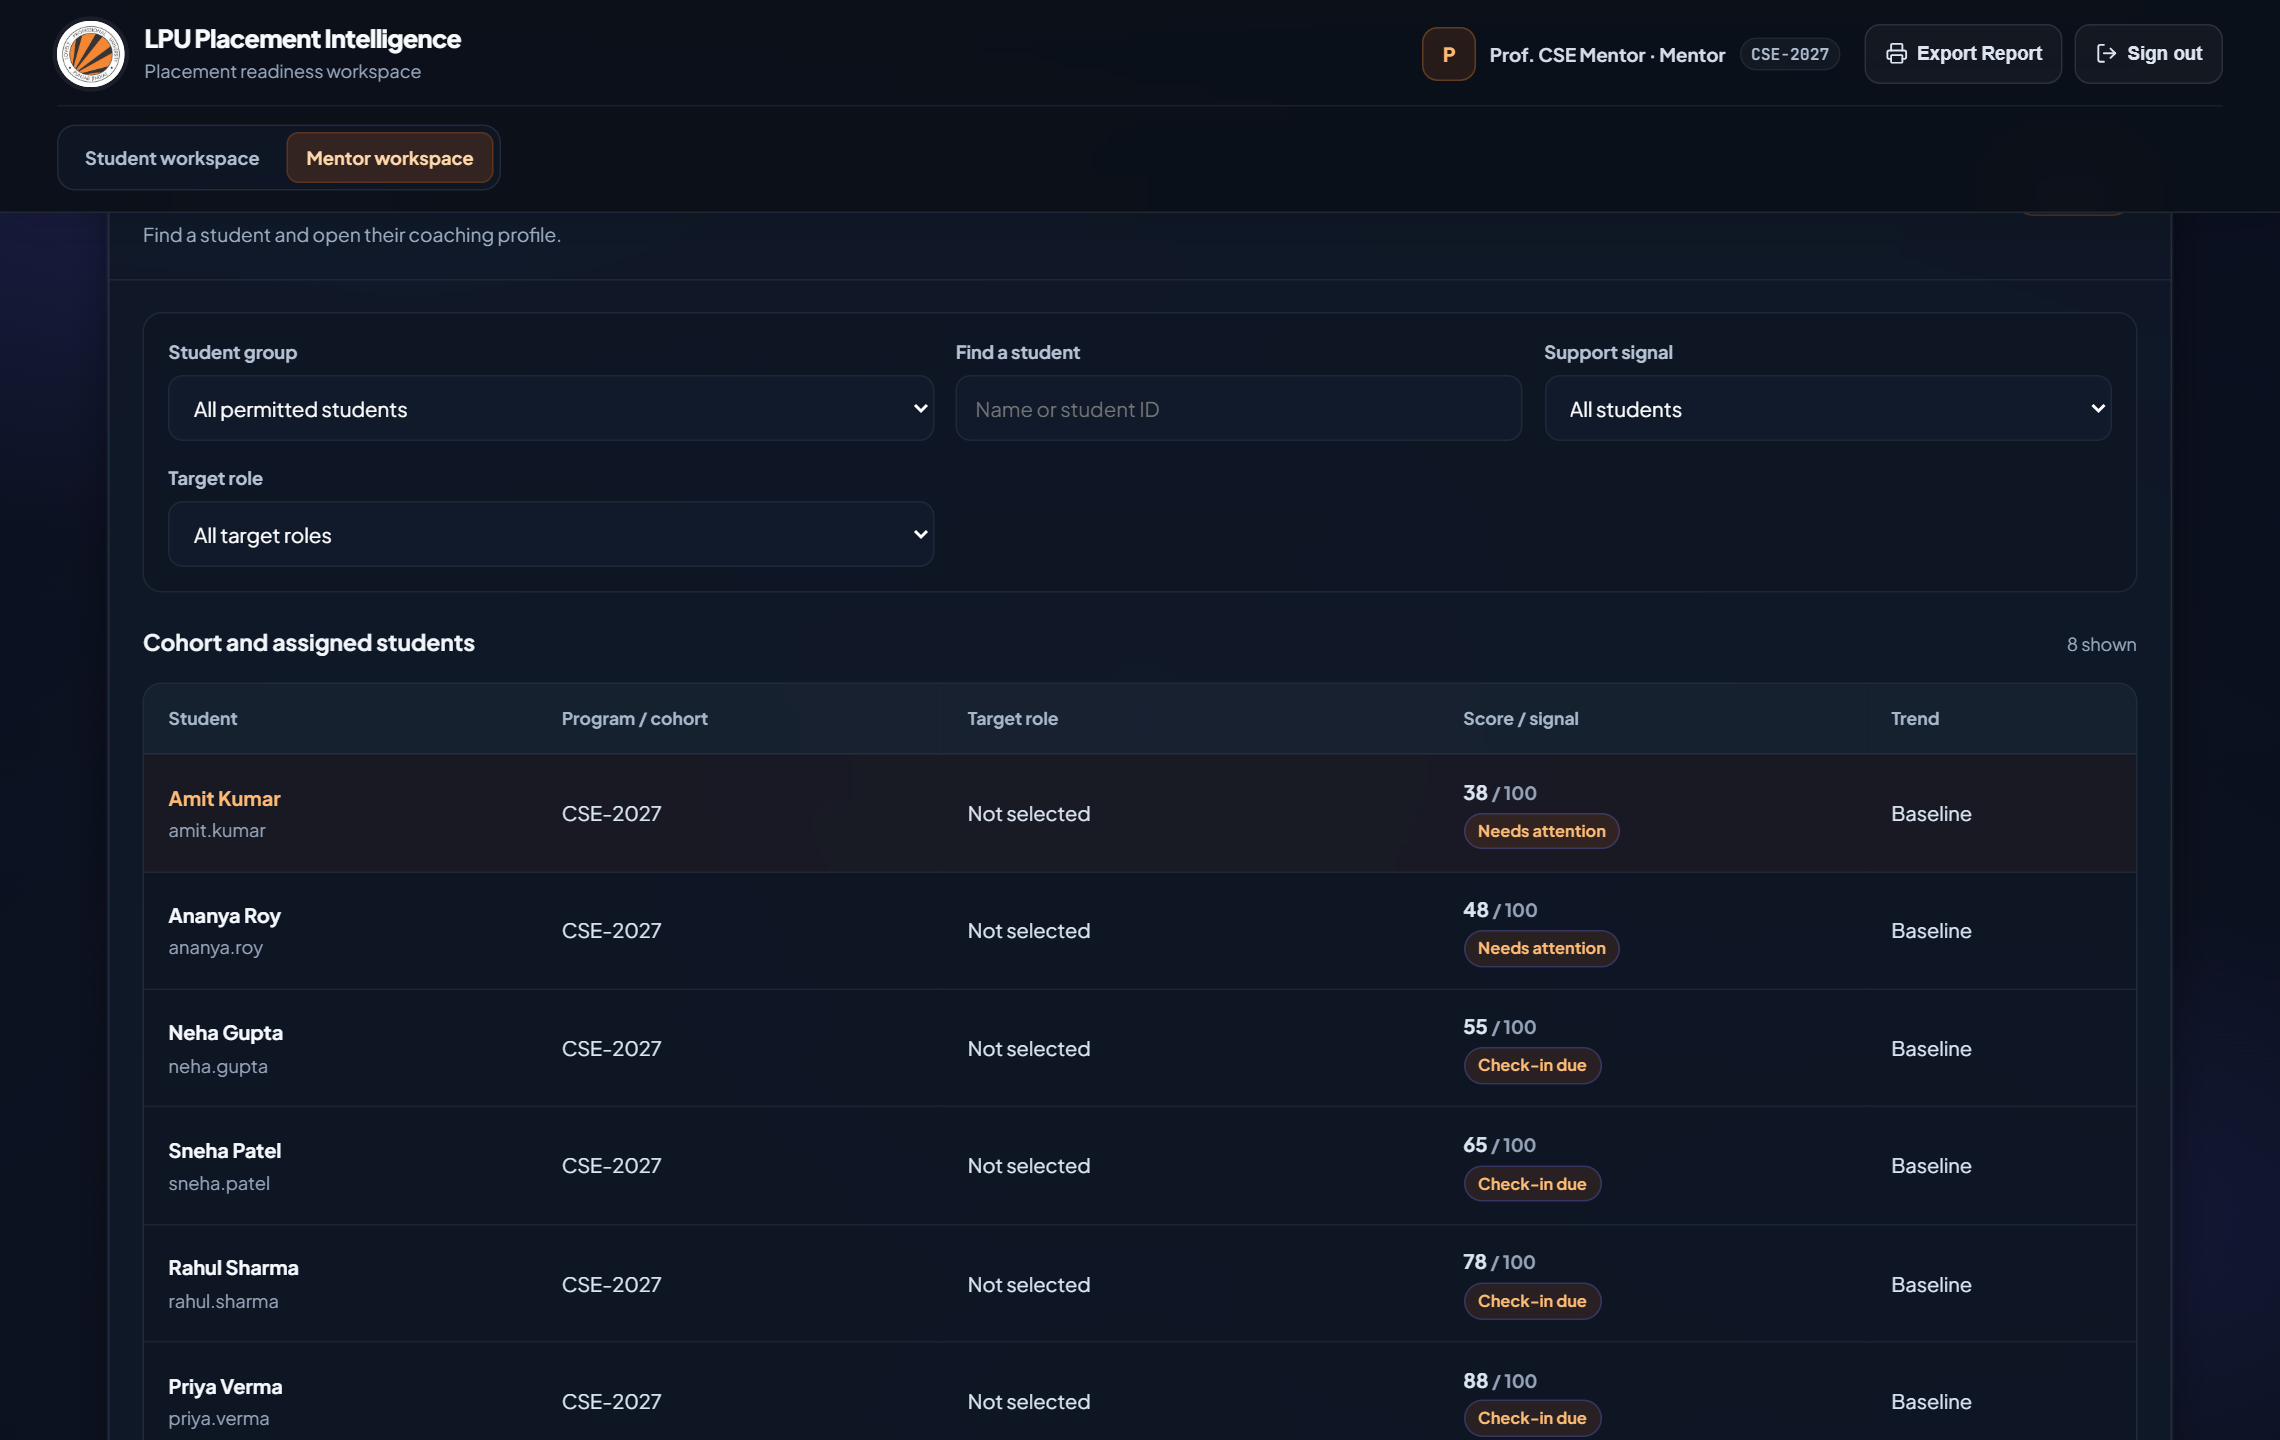 LPU Placement Intelligence
Placement readiness workspace
P
Prof. CSE Mentor · Mentor
CSE-2027
Export Report
Sign out
Student workspace
Mentor workspace
Find a student and open their coaching profile.
Student group
Find a student
Support signal
All permitted students
Name or student ID
All students
Target role
All target roles
Cohort and assigned students
8 shown
Student
Program / cohort
Target role
Score / signal
Trend
Amit Kumar
amit.kumar
CSE-2027
Not selected
38 / 100
Needs attention
Baseline
Ananya Roy
ananya.roy
CSE-2027
Not selected
48 / 100
Needs attention
Baseline
Neha Gupta
neha.gupta
CSE-2027
Not selected
55 / 100
Check-in due
Baseline
Sneha Patel
sneha.patel
CSE-2027
Not selected
65 / 100
Check-in due
Baseline
Rahul Sharma
rahul.sharma
CSE-2027
Not selected
78 / 100
Check-in due
Baseline
Priya Verma
priya.verma
CSE-2027
Not selected
88 / 100
Check-in due
Baseline